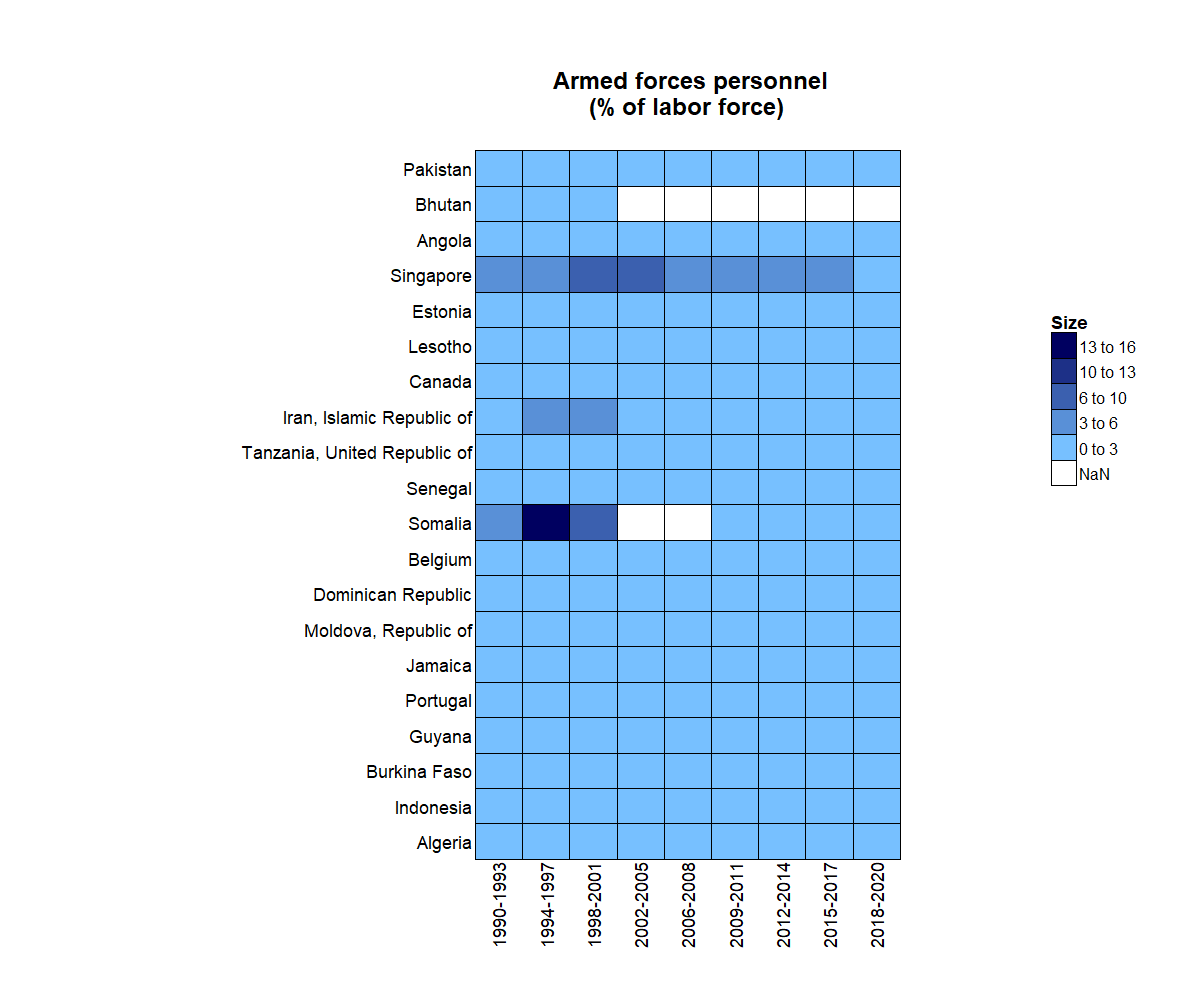 Armed forces personnel
(% of labor force)
Pakistan
Bhutan
Angola
Singapore
Estonia
Lesotho
Canada
Iran, Islamic Republic of
Tanzania, United Republic of
Senegal
Somalia
Belgium
Dominican Republic
Moldova, Republic of
Jamaica
Portugal
Guyana
Burkina Faso
Indonesia
Algeria
1990-1993
1994-1997
1998-2001
2002-2005
2006-2008
2009-2011
2012-2014
2015-2017
2018-2020
Size
13 to 16
10 to 13
6 to 10
3 to 6
0 to 3
NaN